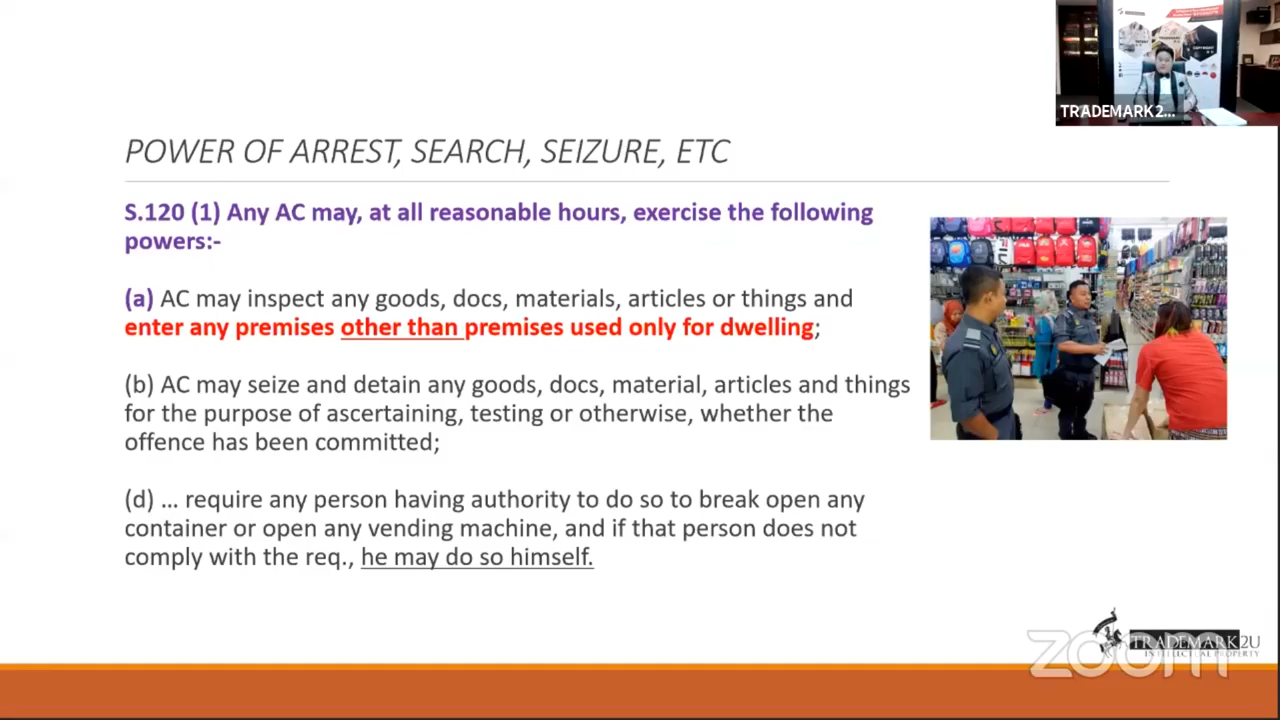 TRADEMARK2...
POWER OF ARREST, SEARCH, SEIZURE, ETC
S.120 (1) Any AC may, at all reasonable hours, exercise the following
powers:-
(a) AC may inspect any goods, docs, materials, articles or things and
enter any premises other than premises used only for dwelling;
(b) AC may seize and detain any goods, docs, material, articles and things
for the purpose of ascertaining, testing or otherwise, whether the
offence has been committed;
(d) ... require any person having authority to do so to break open any
container or open any vending machine, and if that person does not
comply with the req., he may do so himself.
TRADEMARK2U
INTELLECTUAL PROPERTY
zoom